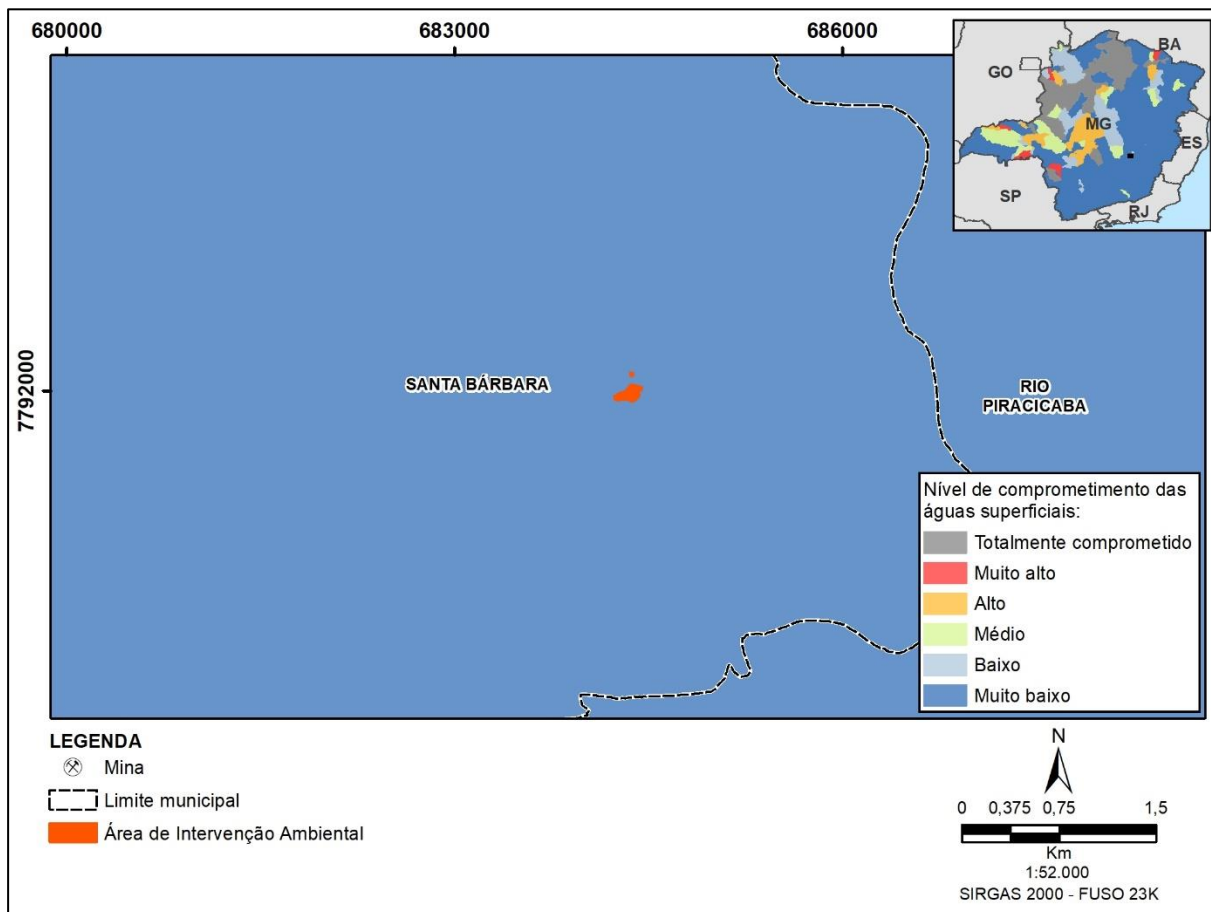 680000
683000
686000
7792000
BA
GO
MG
ES
SP
RJ
SANTA BÁRBARA
RIO
PIRACICABA
Nível de comprometimento das
águas superficiais:
Totalmente comprometido
Muito alto
Alto
Médio
Baixo
Muito baixo
LEGENDA
Mina
Limite municipal
Área de Intervenção Ambiental
N
0 0,375 0,75 1,5
Km
1:52.000
SIRGAS 2000 - FUSO 23K